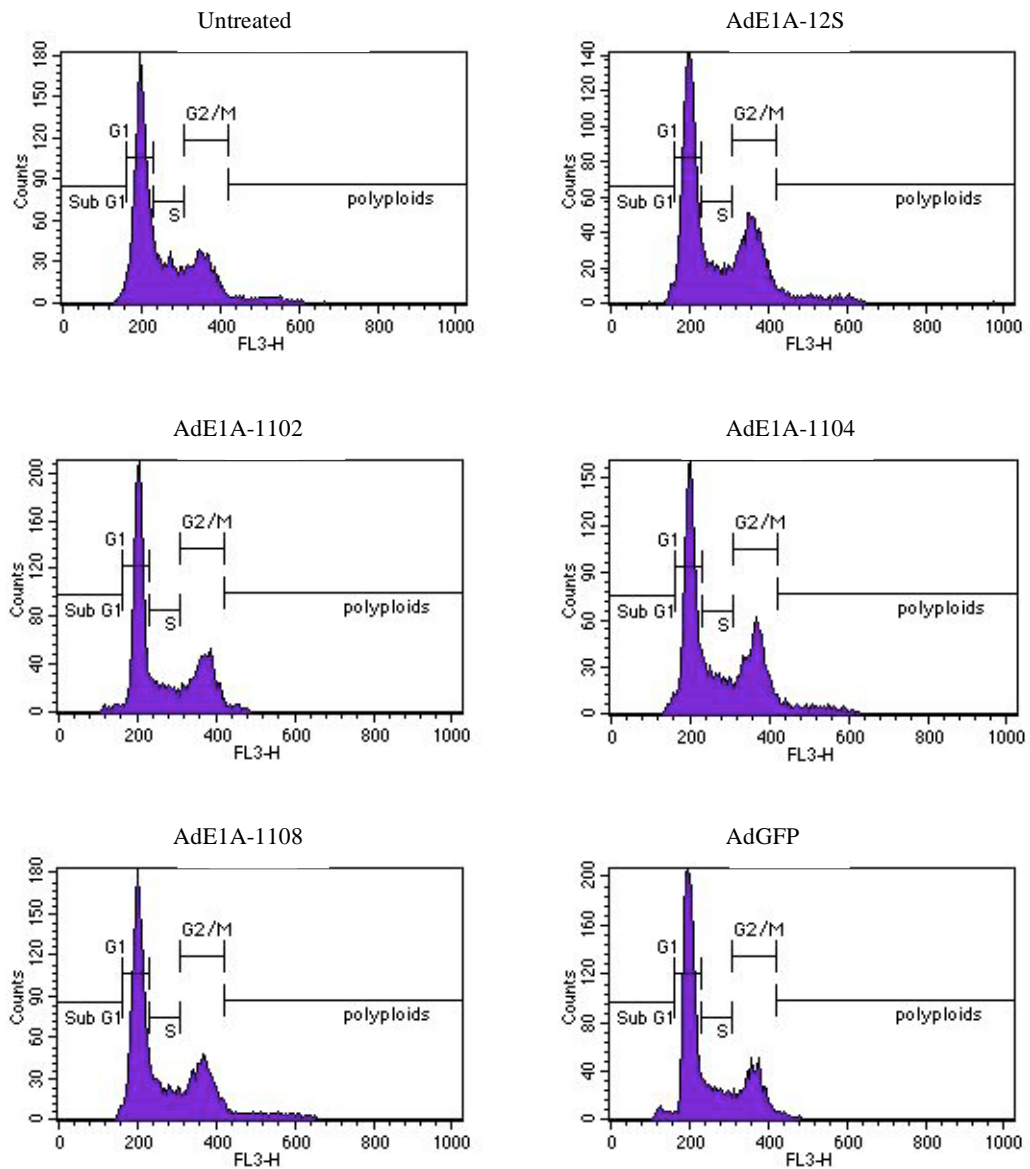 Untreated
180
150
120
90
60
30
0
Counts
G1
G2/M
Sub G1
S
polyploids
0 200 400 600 800 1000
FL3-H
AdE1A-12S
140
120
100
80
60
40
20
0
Counts
G1
G2/M
Sub G1
S
polyploids
0 200 400 600 800 1000
FL3-H
AdE1A-1102
200
160
120
80
40
0
Counts
G1
G2/M
Sub G1
S
polyploids
0 200 400 600 800 1000
FL3-H
AdE1A-1104
150
120
90
60
30
0
Counts
G1
G2/M
Sub G1
S
polyploids
0 200 400 600 800 1000
FL3-H
AdE1A-1108
180
150
120
90
60
30
0
Counts
G1
G2/M
Sub G1
S
polyploids
0 200 400 600 800 1000
FL3-H
AdGFP
200
160
120
80
40
0
Counts
G1
G2/M
Sub G1
S
polyploids
0 200 400 600 800 1000
FL3-H